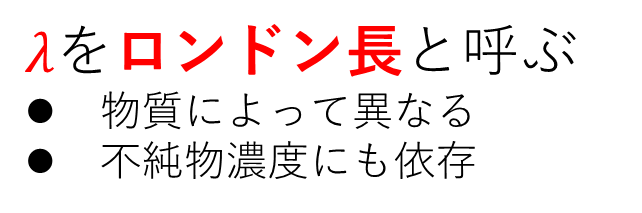 λをロンドン長と呼ぶ
● 物質によって異なる
● 不純物濃度にも依存